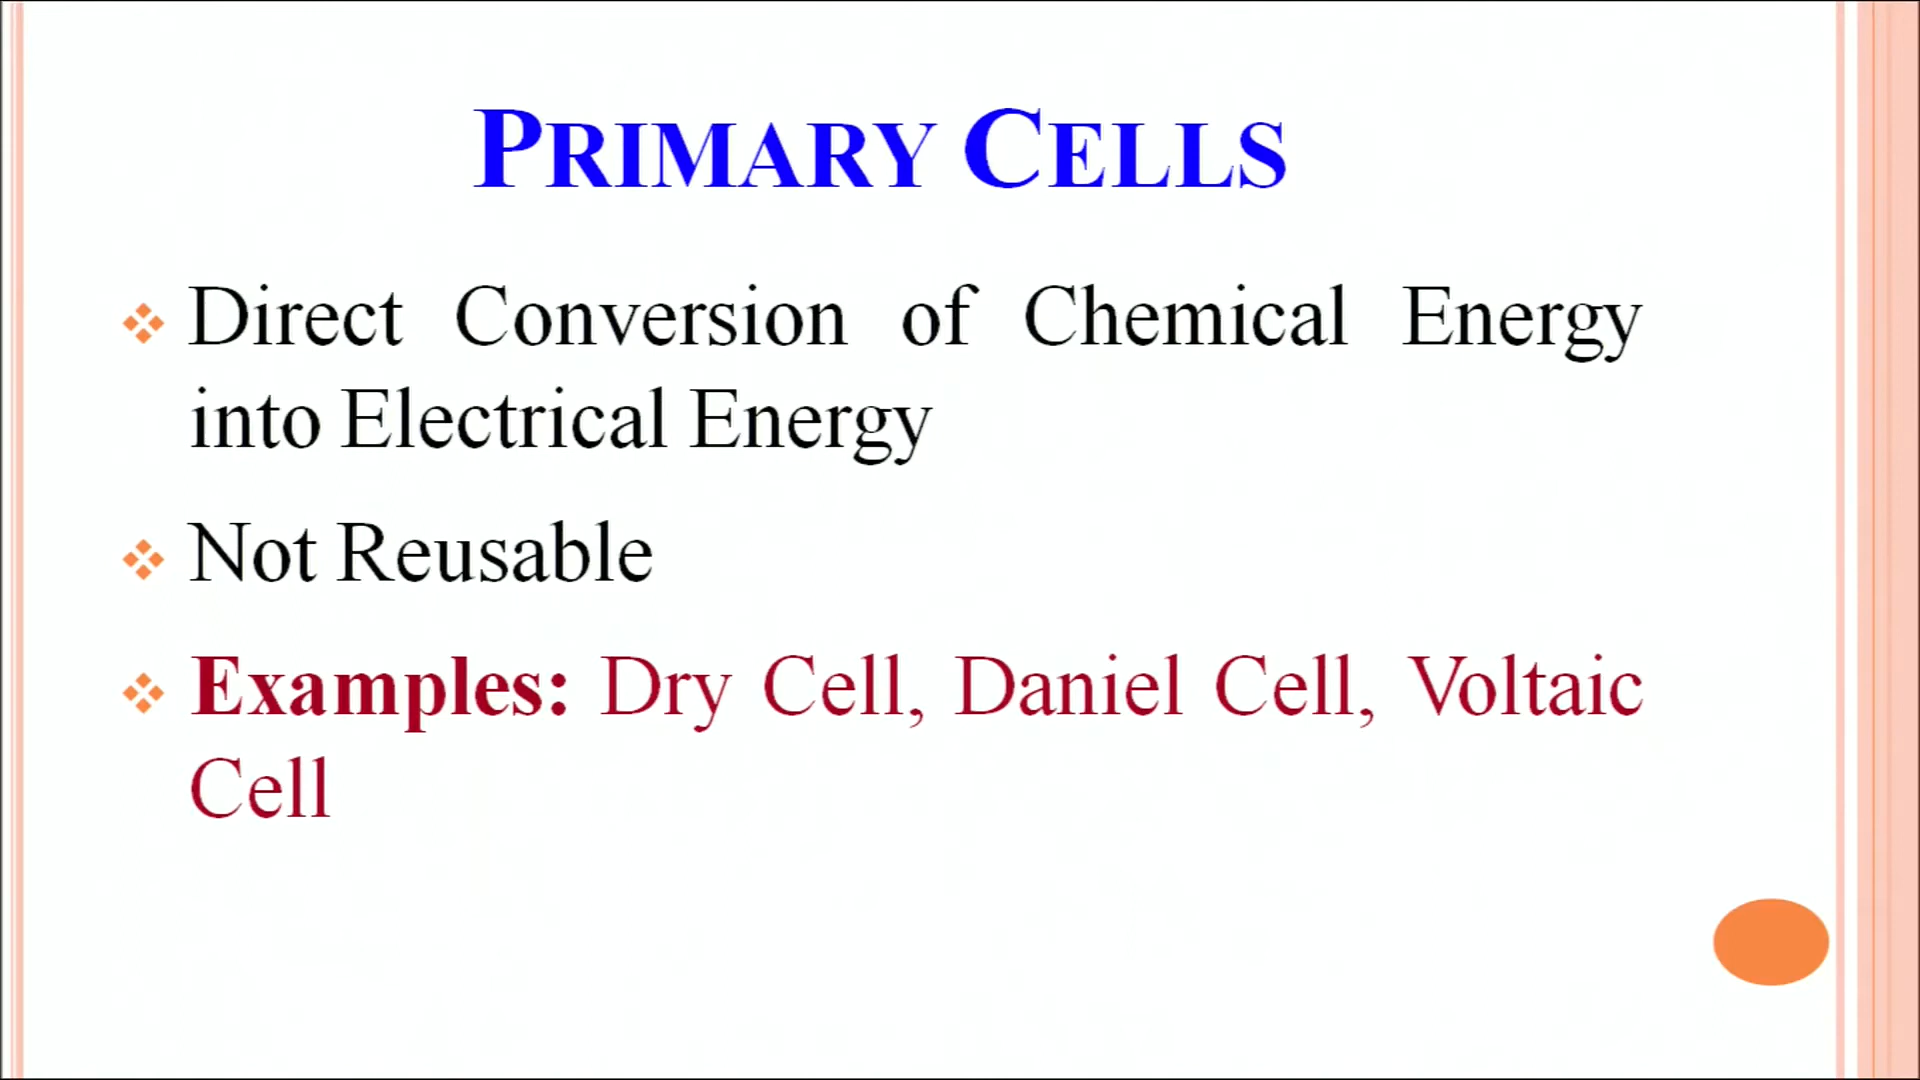 PRIMARY CELLS
Direct Conversion of Chemical Energy
into Electrical Energy
Not Reusable
Examples: Dry Cell, Daniel Cell, Voltaic
Cell